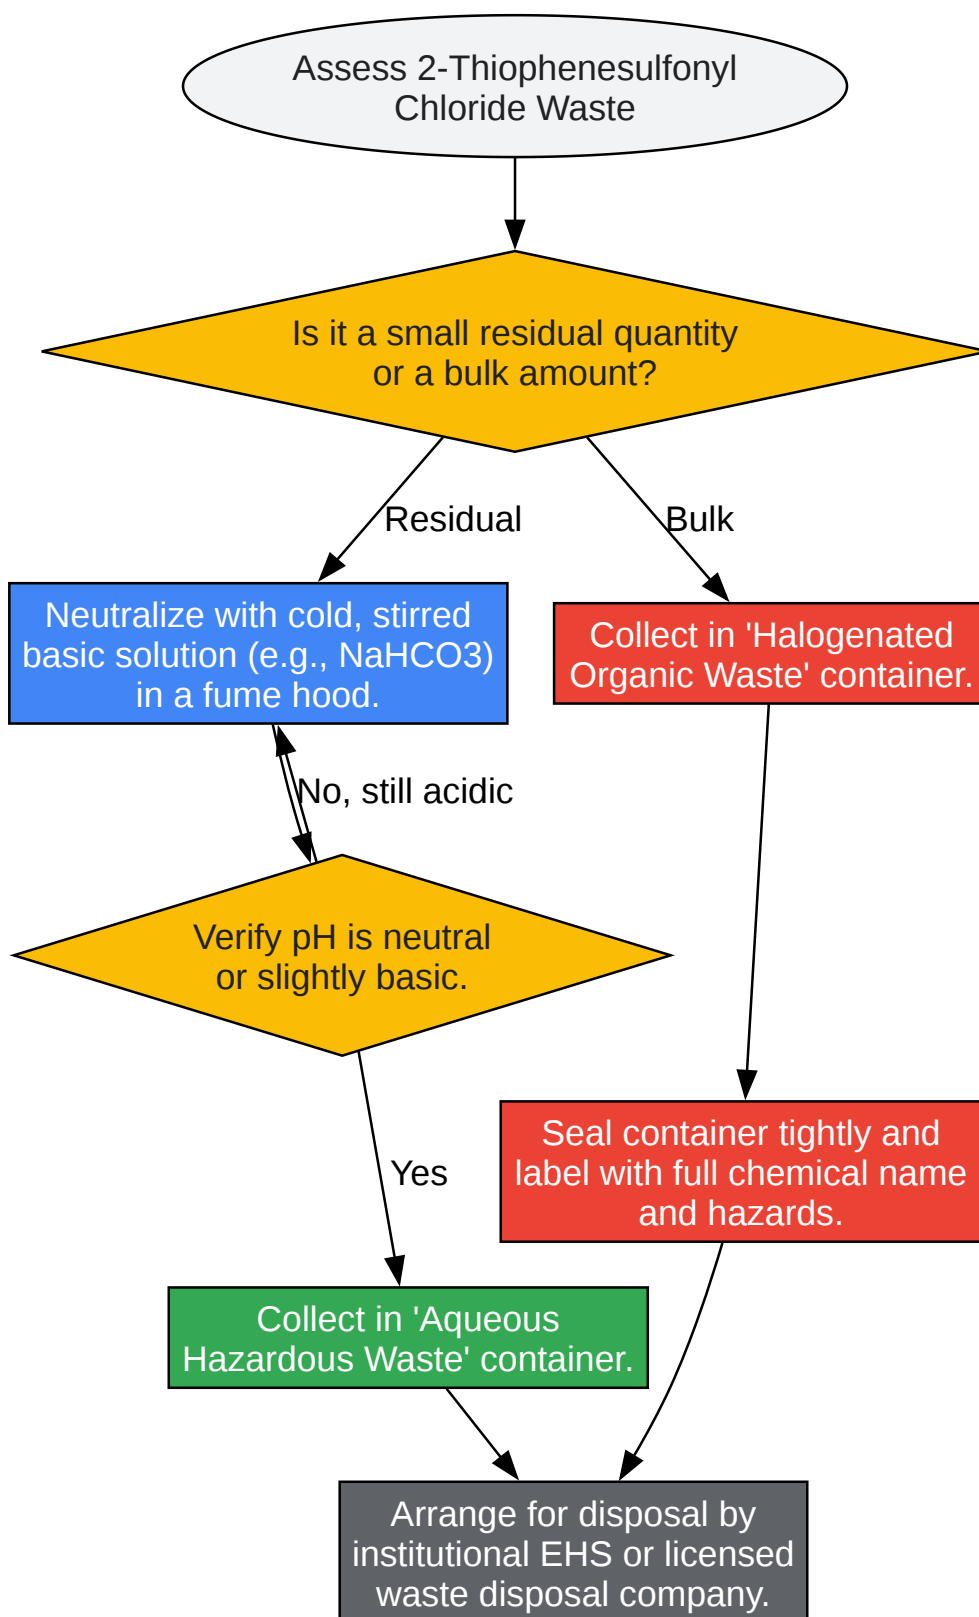 Assess 2-Thiophenesulfonyl
Chloride Waste
Is it a small residual quantity
or a bulk amount?
Residual
Bulk
Neutralize with cold, stirred
basic solution (e.g., NaHCO3)
in a fume hood.
Collect in 'Halogenated
Organic Waste' container.
No, still acidic
Verify pH is neutral
or slightly basic.
Seal container tightly and
label with full chemical name
and hazards.
Yes
Collect in 'Aqueous
Hazardous Waste' container.
Arrange for disposal by
institutional EHS or licensed
waste disposal company.